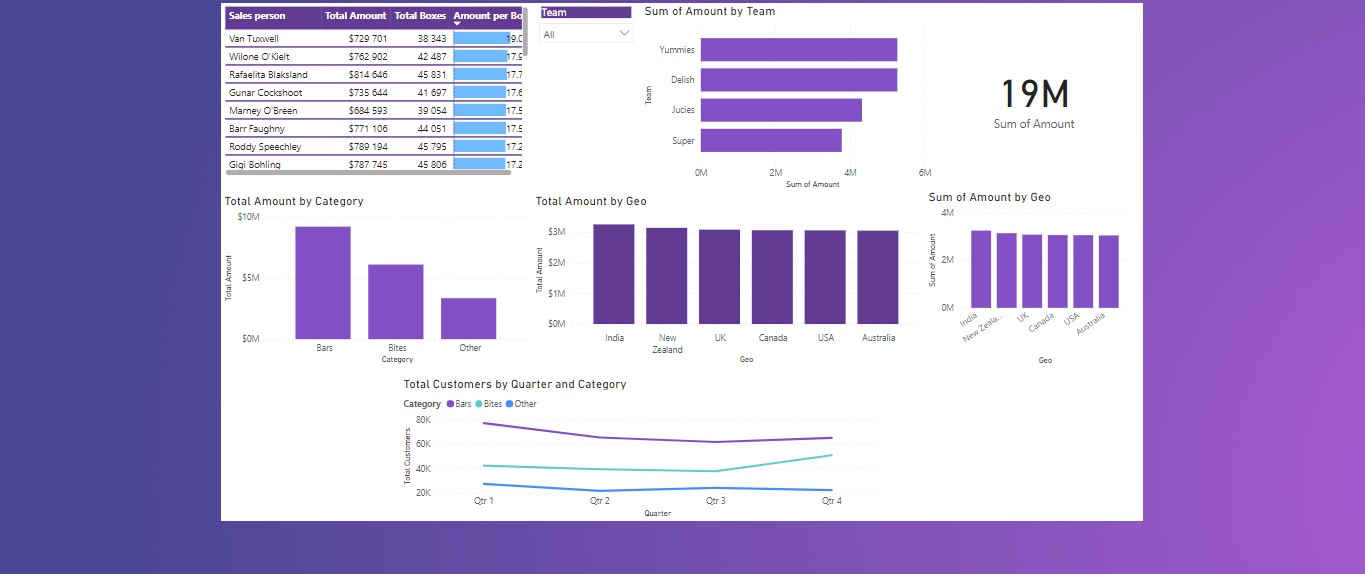 Sales person Total Amount Total Boxes Amount per Bo
Van Tuxwell $729 701 38 343 19.0
Wilone O'Kielt $762 902 42 487 17.9
Rafaelita Blaksland $814 646 45 831 17.7
Gunar Cockshoot $735 644 41 697 17.6
Marney O'Breen $684 593 39 054 17.5
Barr Faughny $771 106 44 051 17.5
Roddy Speechley $789 194 45 795 17.2
Gigi Bohling $787 745 45 806 17.2
Team
All
Sum of Amount by Team
Team
Yummies
Delish
Jucies
Super
0M 2M 4M 6M
Sum of Amount
19M
Sum of Amount
Total Amount by Category
Total Amount
$10M
$5M
$0M
Bars Bites Other
Category
Total Amount by Geo
Total Amount
$3M
$2M
$1M
$0M
India New Zealand UK Canada USA Australia
Geo
Sum of Amount by Geo
Sum of Amount
4M
2M
0M
India New Zeala... UK Canada USA Australia
Geo
Total Customers by Quarter and Category
Category Bars Bites Other
Total Customers
80K
60K
40K
20K
Qtr 1 Qtr 2 Qtr 3 Qtr 4
Quarter